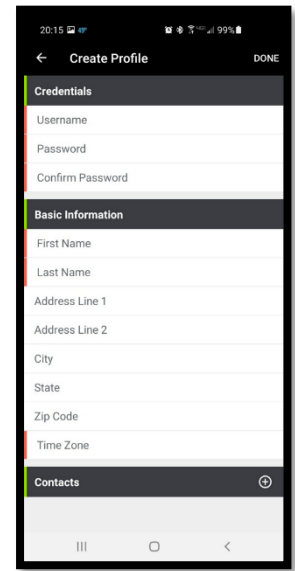 20:15 49° 99%
Create Profile DONE
Credentials
Username
Password
Confirm Password
Basic Information
First Name
Last Name
Address Line 1
Address Line 2
City
State
Zip Code
Time Zone
Contacts